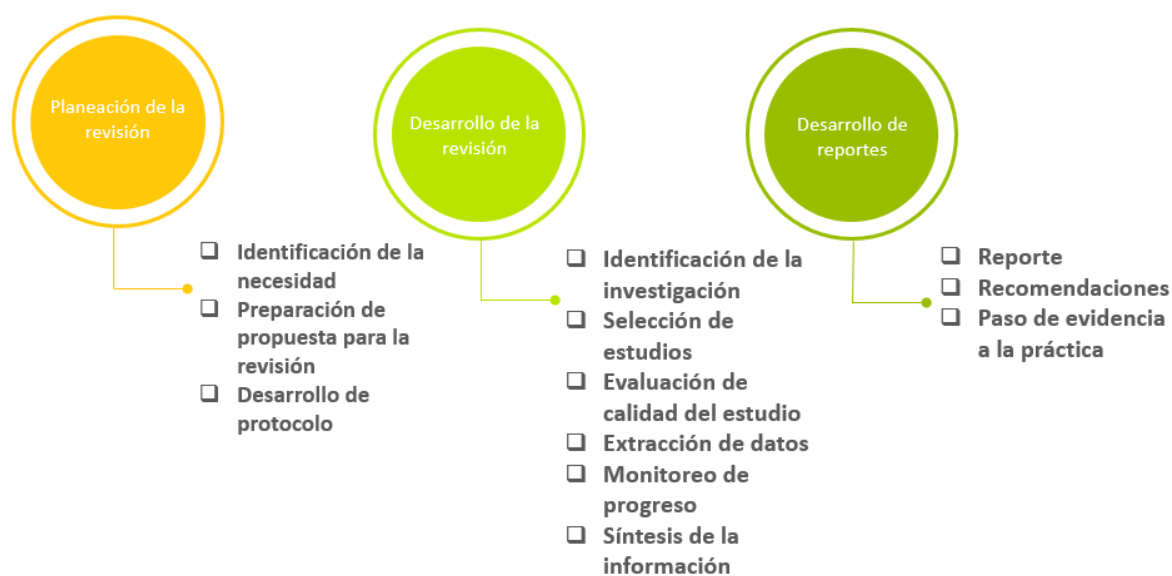 Planeación de la
revisión
Identificación de la
necesidad
Preparación de
propuesta para la
revisión
Desarrollo de
protocolo
Desarrollo de la
revisión
Identificación de la
investigación
Selección de
estudios
Evaluación de
calidad del estudio
Extracción de datos
Monitoreo de
progreso
Síntesis de la
información
Desarrollo de
reportes
Reporte
Recomendaciones
Paso de evidencia
a la práctica